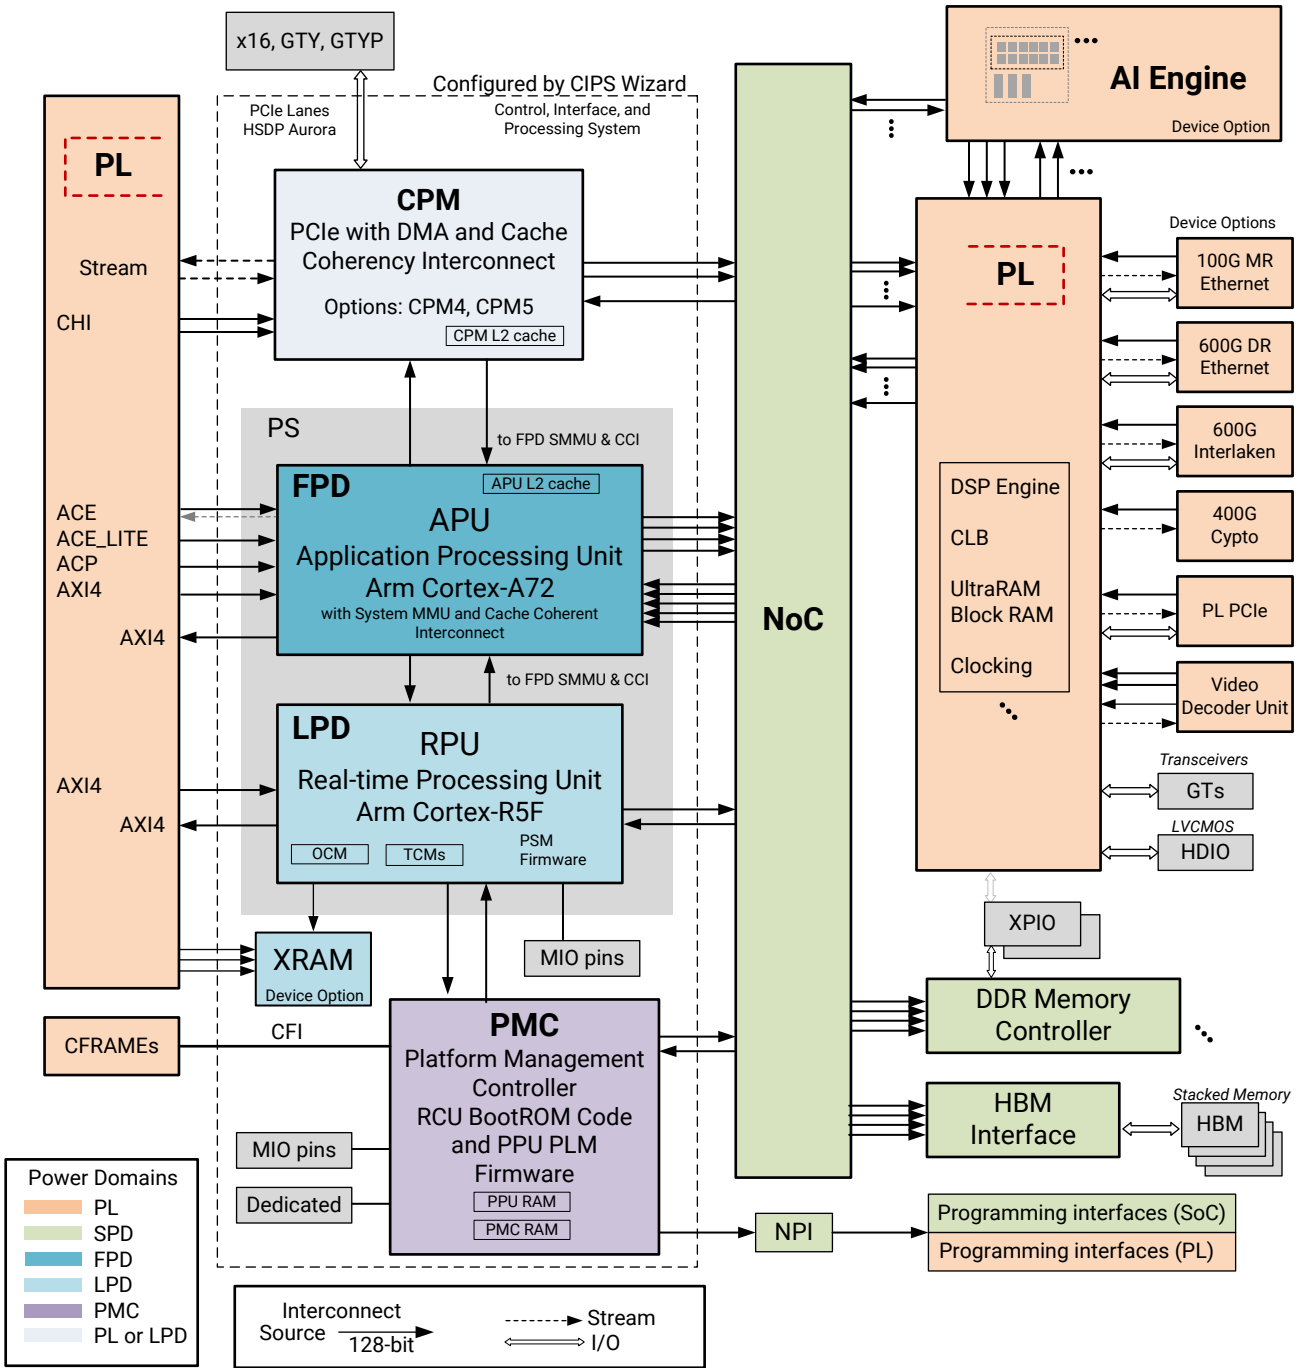 x16, GTY, GTYP
Configured by CIPS Wizard
PCIe Lanes
HSDP Aurora
Control, Interface, and
Processing System
PL
Stream
CHI
ACE
ACE_LITE
ACP
AXI4
AXI4
AXI4
AXI4
CPM
PCIe with DMA and Cache
Coherency Interconnect
Options: CPM4, CPM5
CPM L2 cache
PS
to FPD SMMU & CCI
FPD
APU L2 cache
APU
Application Processing Unit
Arm Cortex-A72
with System MMU and Cache Coherent
Interconnect
to FPD SMMU & CCI
LPD
RPU
Real-time Processing Unit
Arm Cortex-R5F
OCM
TCMs
PSM
Firmware
XRAM
Device Option
MIO pins
CFRAMEs
CFI
PMC
Platform Management
Controller
RCU BootROM Code
and PPU PLM
Firmware
PPU RAM
PMC RAM
MIO pins
Dedicated
NoC
AI Engine
Device Option
PL
DSP Engine
CLB
UltraRAM
Block RAM
Clocking
Device Options
100G MR
Ethernet
600G DR
Ethernet
600G
Interlaken
400G
Cypto
PL PCIe
Video
Decoder Unit
Transceivers
GTs
LVCMOS
HDIO
XPIO
DDR Memory
Controller
HBM
Interface
Stacked Memory
HBM
NPI
Programming interfaces (SoC)
Programming interfaces (PL)
Power Domains
PL
SPD
FPD
LPD
PMC
PL or LPD
Interconnect
Source
128-bit
Stream
I/O